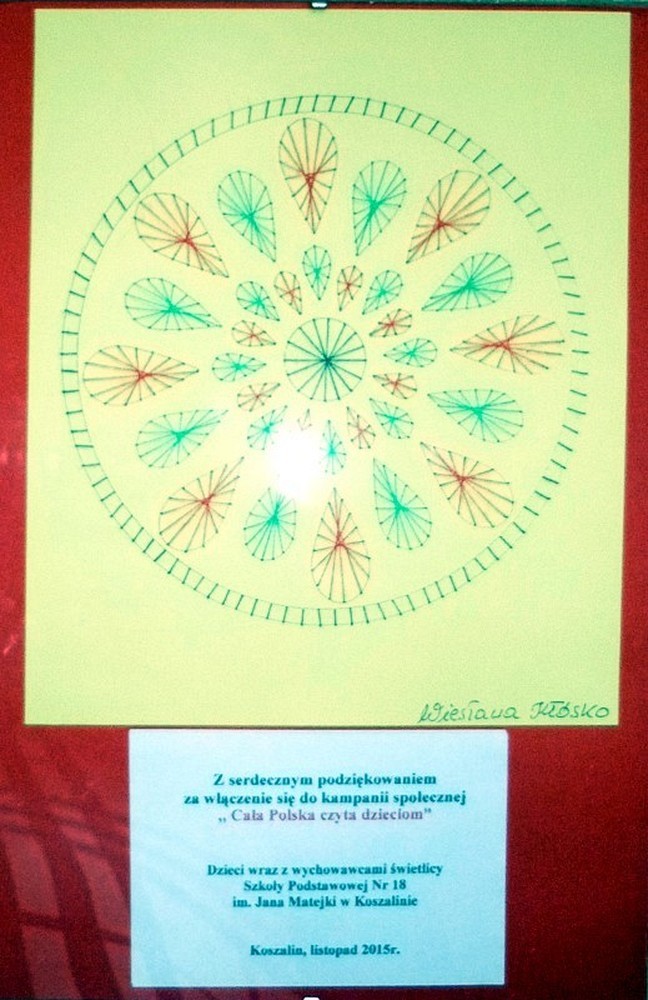 Wiesława Kłósko
Z serdecznym podziękowaniem
za włączenie się do kampanii społecznej
„ Cała Polska czyta dzieciom”
Dzieci wraz z wychowawcami świetlicy
Szkoły Podstawowej Nr 18
im. Jana Matejki w Koszalinie
Koszalin, listopad 2015r.